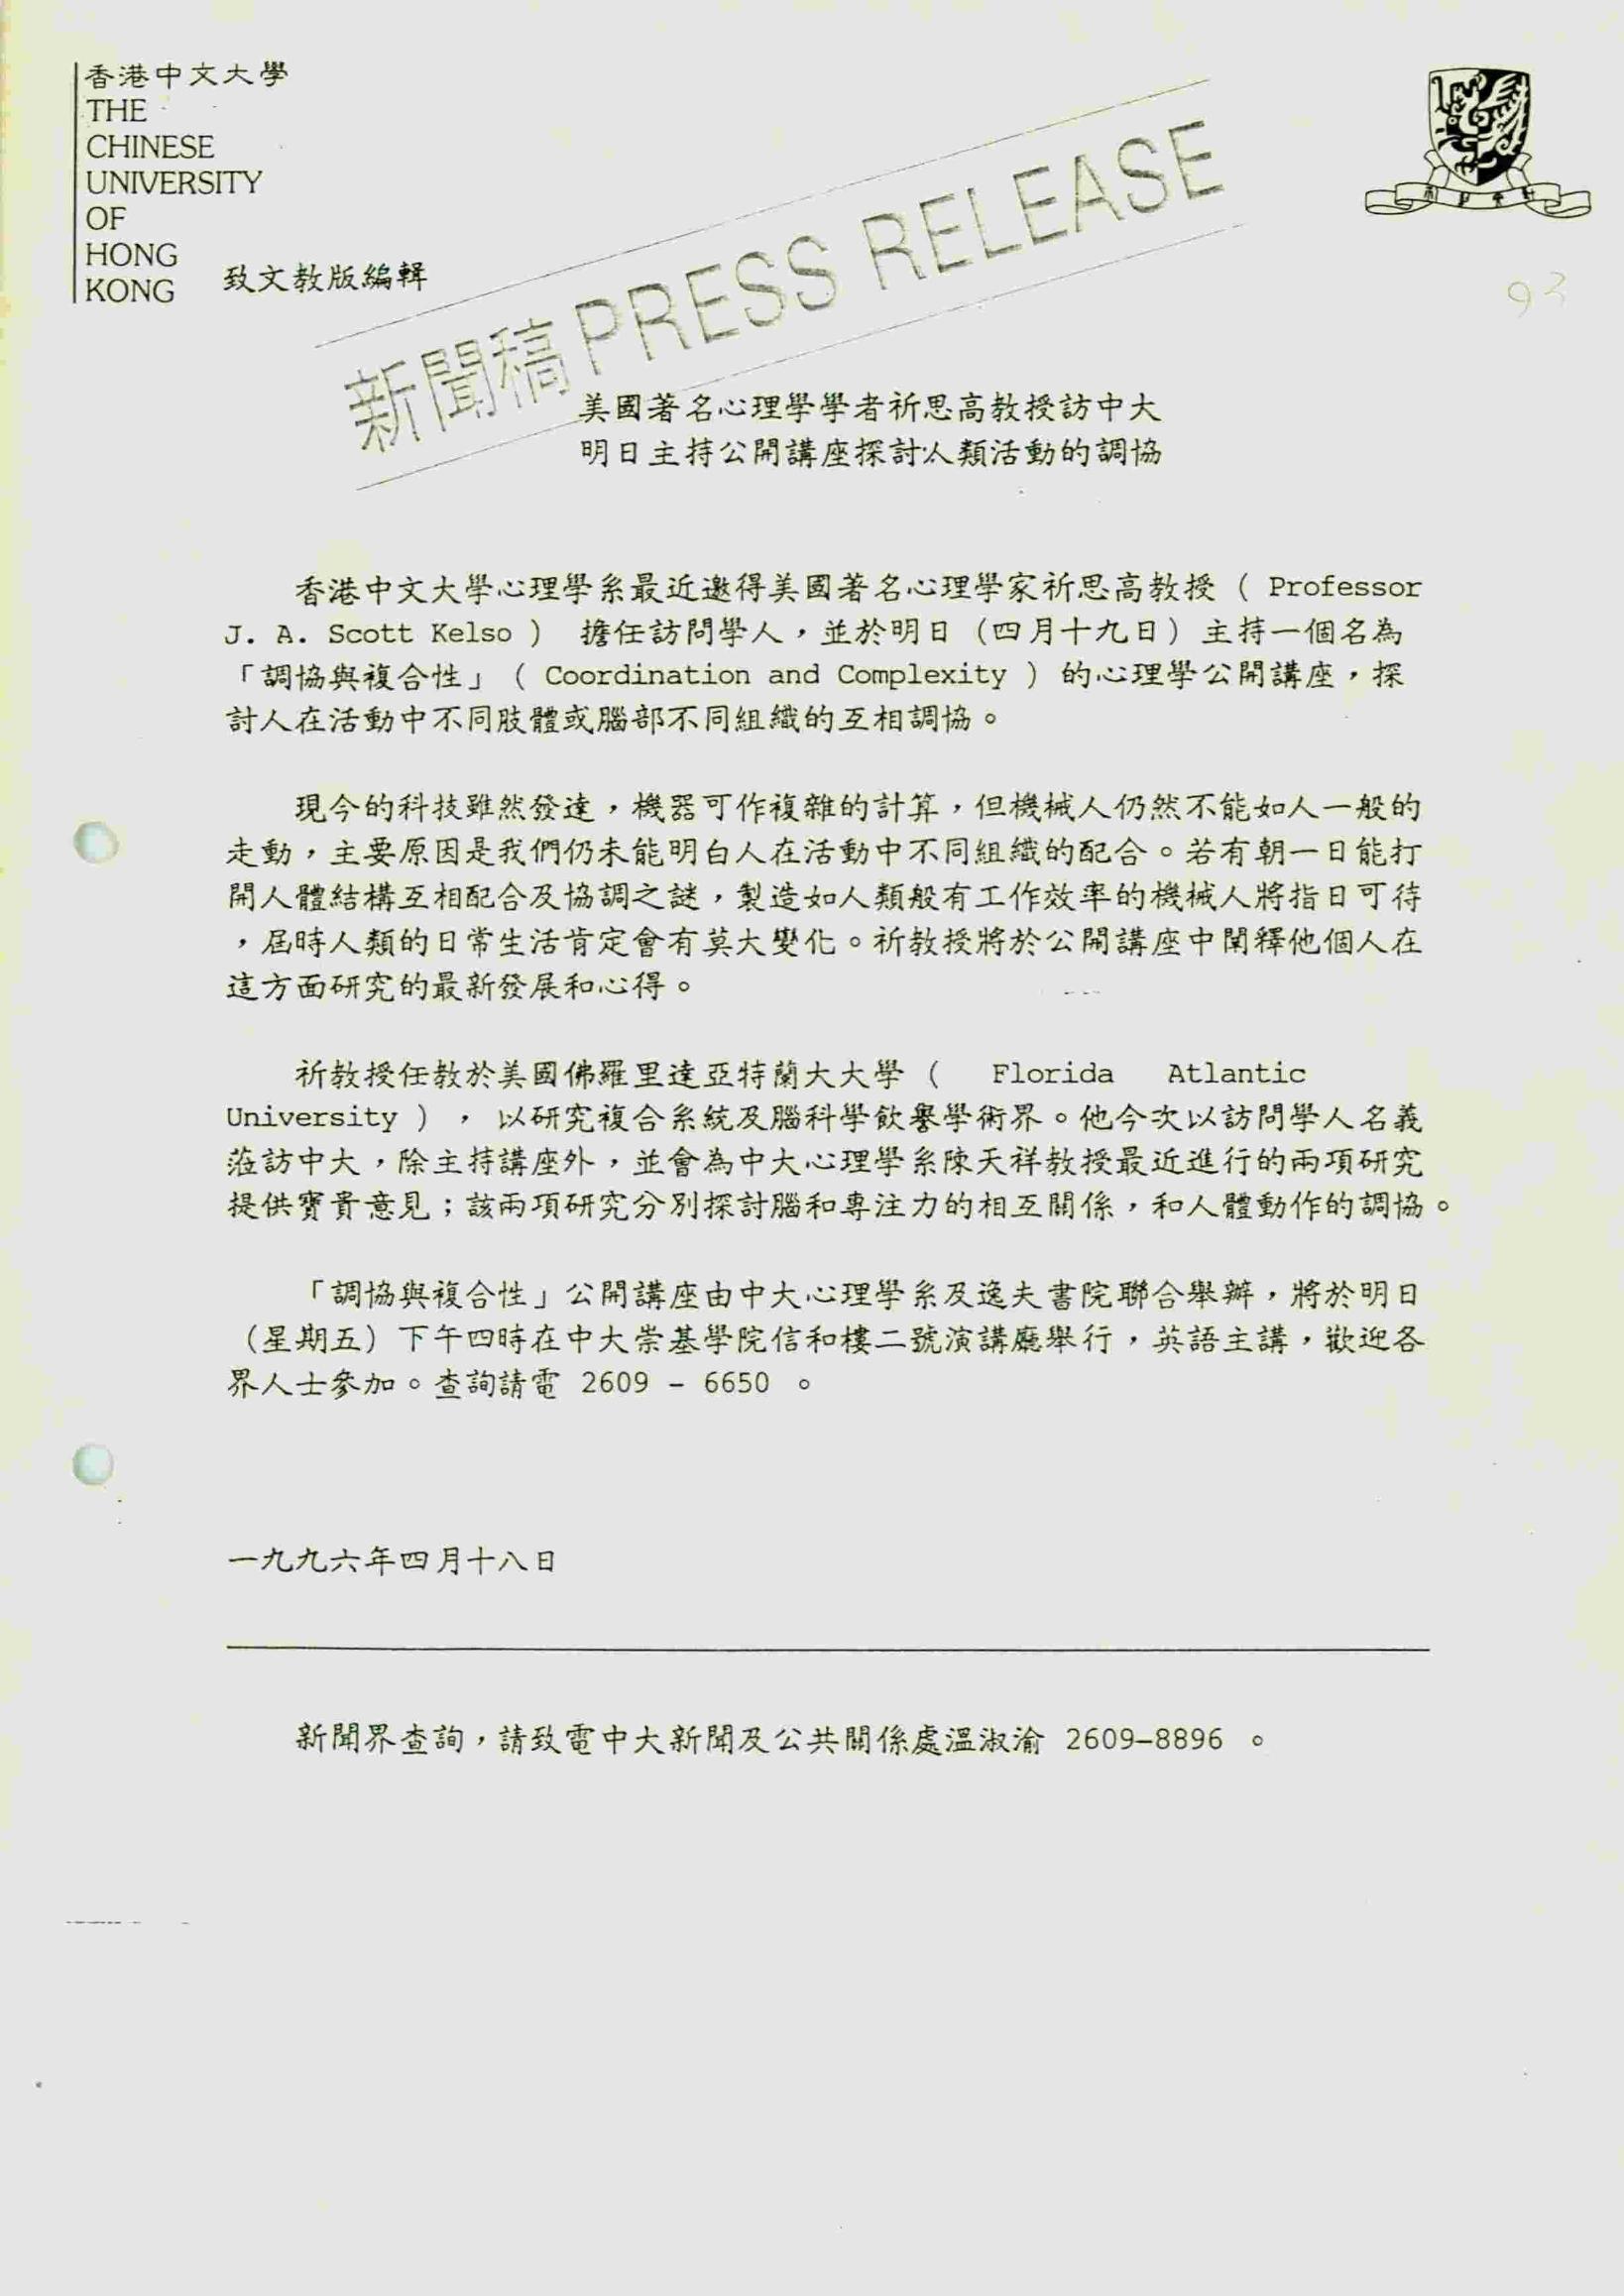 香港中文大學
THE
CHINESE
UNIVERSITY
OF
HONG
KONG
致文教版編輯
新聞稿 PRESS RELEASE
93
美國著名心理學學者祈思高教授訪中大
明日主持公開講座探討人類活動的調協
香港中文大學心理學系最近邀得美國著名心理學家祈思高教授 ( Professor
J. A. Scott Kelso ) 擔任訪問學人，並於明日（四月十九日）主持一個名為
「調協與複合性」 ( Coordination and Complexity ) 的心理學公開講座，探
討人在活動中不同肢體或腦部不同組織的互相調協。
現今的科技雖然發達，機器可作複雜的計算，但機械人仍然不能如人一般的
走動，主要原因是我們仍未能明白人在活動中不同組織的配合。若有朝一日能打
開人體結構互相配合及協調之謎，製造如人類般有工作效率的機械人將指日可待
，屆時人類的日常生活肯定會有莫大變化。祈教授將於公開講座中闡釋他個人在
這方面研究的最新發展和心得。
祈教授任教於美國佛羅里達亞特蘭大大學 ( Florida Atlantic
University ) ， 以研究複合系統及腦科學飲譽學術界。他今次以訪問學人名義
蒞訪中大，除主持講座外，並會為中大心理學系陳天祥教授最近進行的兩項研究
提供寶貴意見；該兩項研究分別探討腦和專注力的相互關係，和人體動作的調協。
「調協與複合性」公開講座由中大心理學系及逸夫書院聯合舉辦，將於明日
（星期五）下午四時在中大崇基學院信和樓二號演講廳舉行，英語主講，歡迎各
界人士參加。查詢請電 2609 - 6650 。
一九九六年四月十八日
新聞界查詢，請致電中大新聞及公共關係處溫淑渝 2609-8896 。